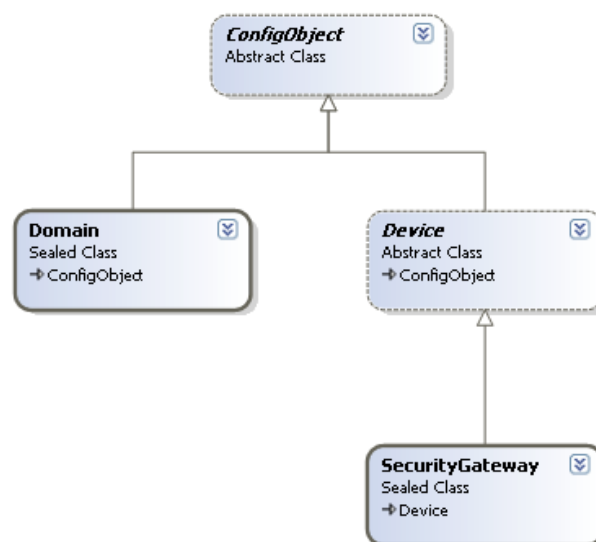 ConfigObject
Abstract Class
Domain
Sealed Class
ConfigObject
Device
Abstract Class
ConfigObject
SecurityGateway
Sealed Class
Device